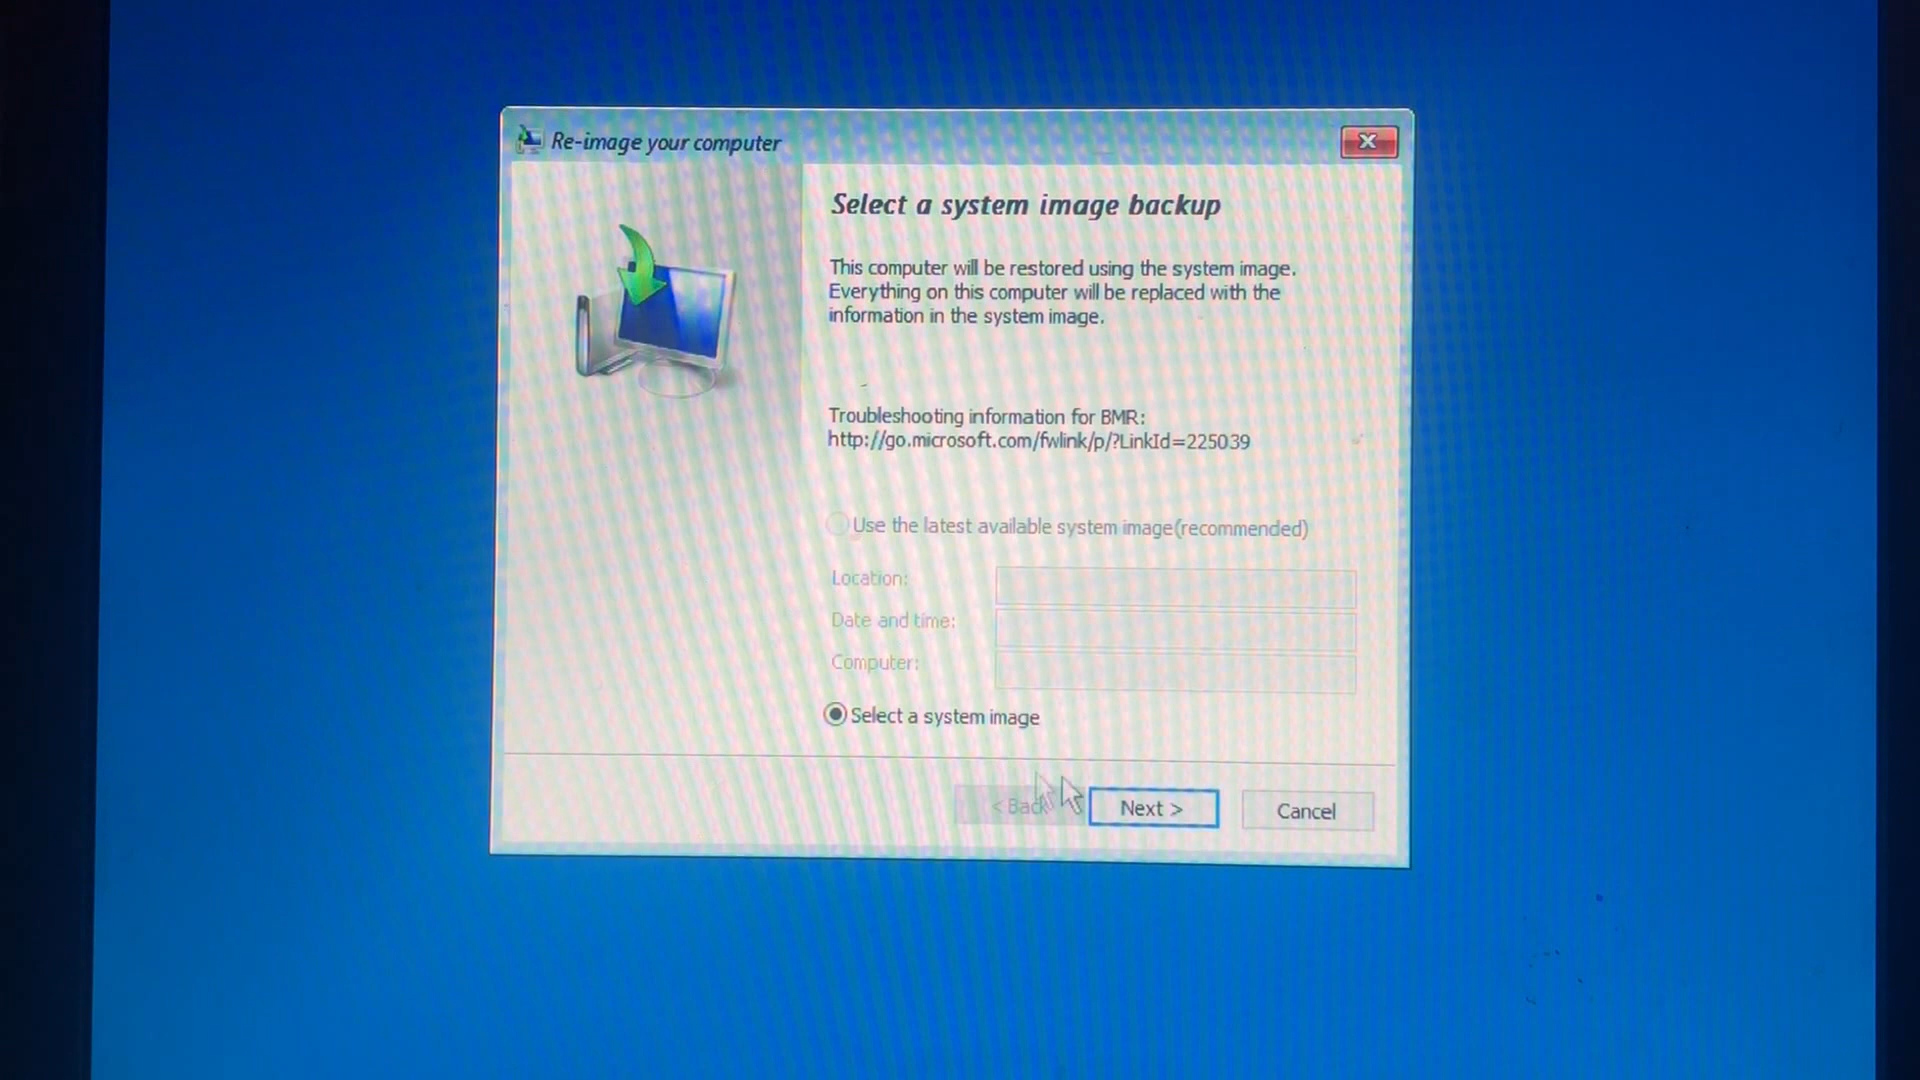 Re-image your computer
Select a system image backup
This computer will be restored using the system image.
Everything on this computer will be replaced with the
information in the system image.
Troubleshooting information for BMR:
http://go.microsoft.com/fwlink/p/?LinkId=225039
Use the latest available system image(recommended)
Location:
Date and time:
Computer:
Select a system image
< Back
Next >
Cancel